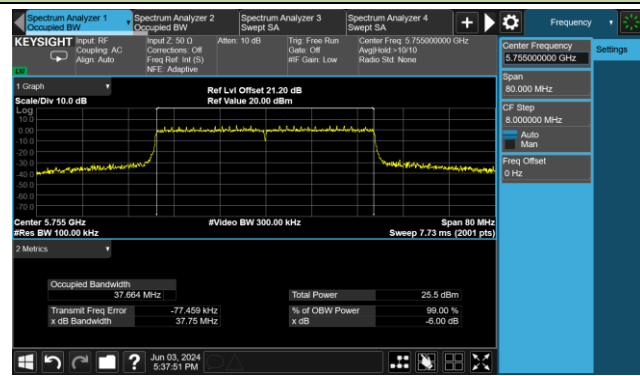 Spectrum Analyzer 1
Occupied BW
Spectrum Analyzer 2
Occupied BW
Spectrum Analyzer 3
Swept SA
Spectrum Analyzer 4
Swept SA
Frequency
KEYSIGHT
Input: RF
Coupling: AC
Align: Auto
Input Z: 50 Ω
Corrections: Off
Freq Ref: Int (S)
NFE: Adaptive
Atten: 10 dB
Trig: Free Run
Gate: Off
#IF Gain: Low
Center Freq: 5.755000000 GHz
Avg|Hold:>10/10
Radio Std: None
Center Frequency
5.755000000 GHz
Settings
Span
80.000 MHz
CF Step
8.000000 MHz
Auto
Man
Freq Offset
0 Hz
1 Graph
Scale/Div 10.0 dB
Ref Lvl Offset 21.20 dB
Ref Value 20.00 dBm
Log
10.0
0.00
-10.0
-20.0
-30.0
-40.0
-50.0
-60.0
-70.0
Center 5.755 GHz
#Res BW 100.00 kHz
#Video BW 300.00 kHz
Span 80 MHz
Sweep 7.73 ms (2001 pts)
2 Metrics
Occupied Bandwidth
37.664 MHz
Total Power 25.5 dBm
Transmit Freq Error -77.459 kHz
% of OBW Power 99.00 %
x dB Bandwidth 37.75 MHz
x dB -6.00 dB
Jun 03, 2024
5:37:51 PM